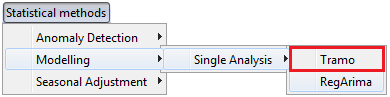 Statistical methods
Anomaly Detection
Modelling
Seasonal Adjustment
Single Analysis
Tramo
RegArima